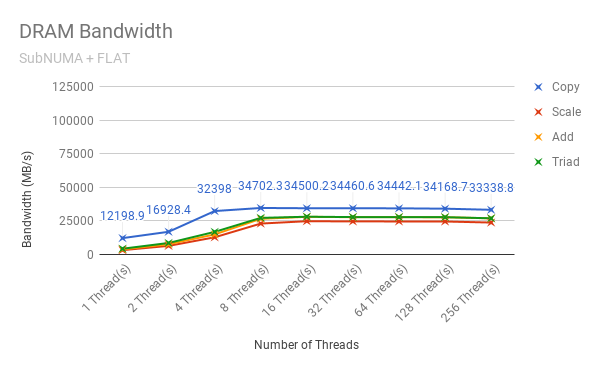 DRAM Bandwidth
SubNUMA + FLAT
Bandwidth (MB/s)
125000
100000
75000
50000
25000
0
12198.9
16928.4
32398
34702.3
34500.2
34460.6
34442.1
34168.7
33338.8
1 Thread(s)
2 Thread(s)
4 Thread(s)
8 Thread(s)
16 Thread(s)
32 Thread(s)
64 Thread(s)
128 Thread(s)
256 Thread(s)
Number of Threads
Copy
Scale
Add
Triad